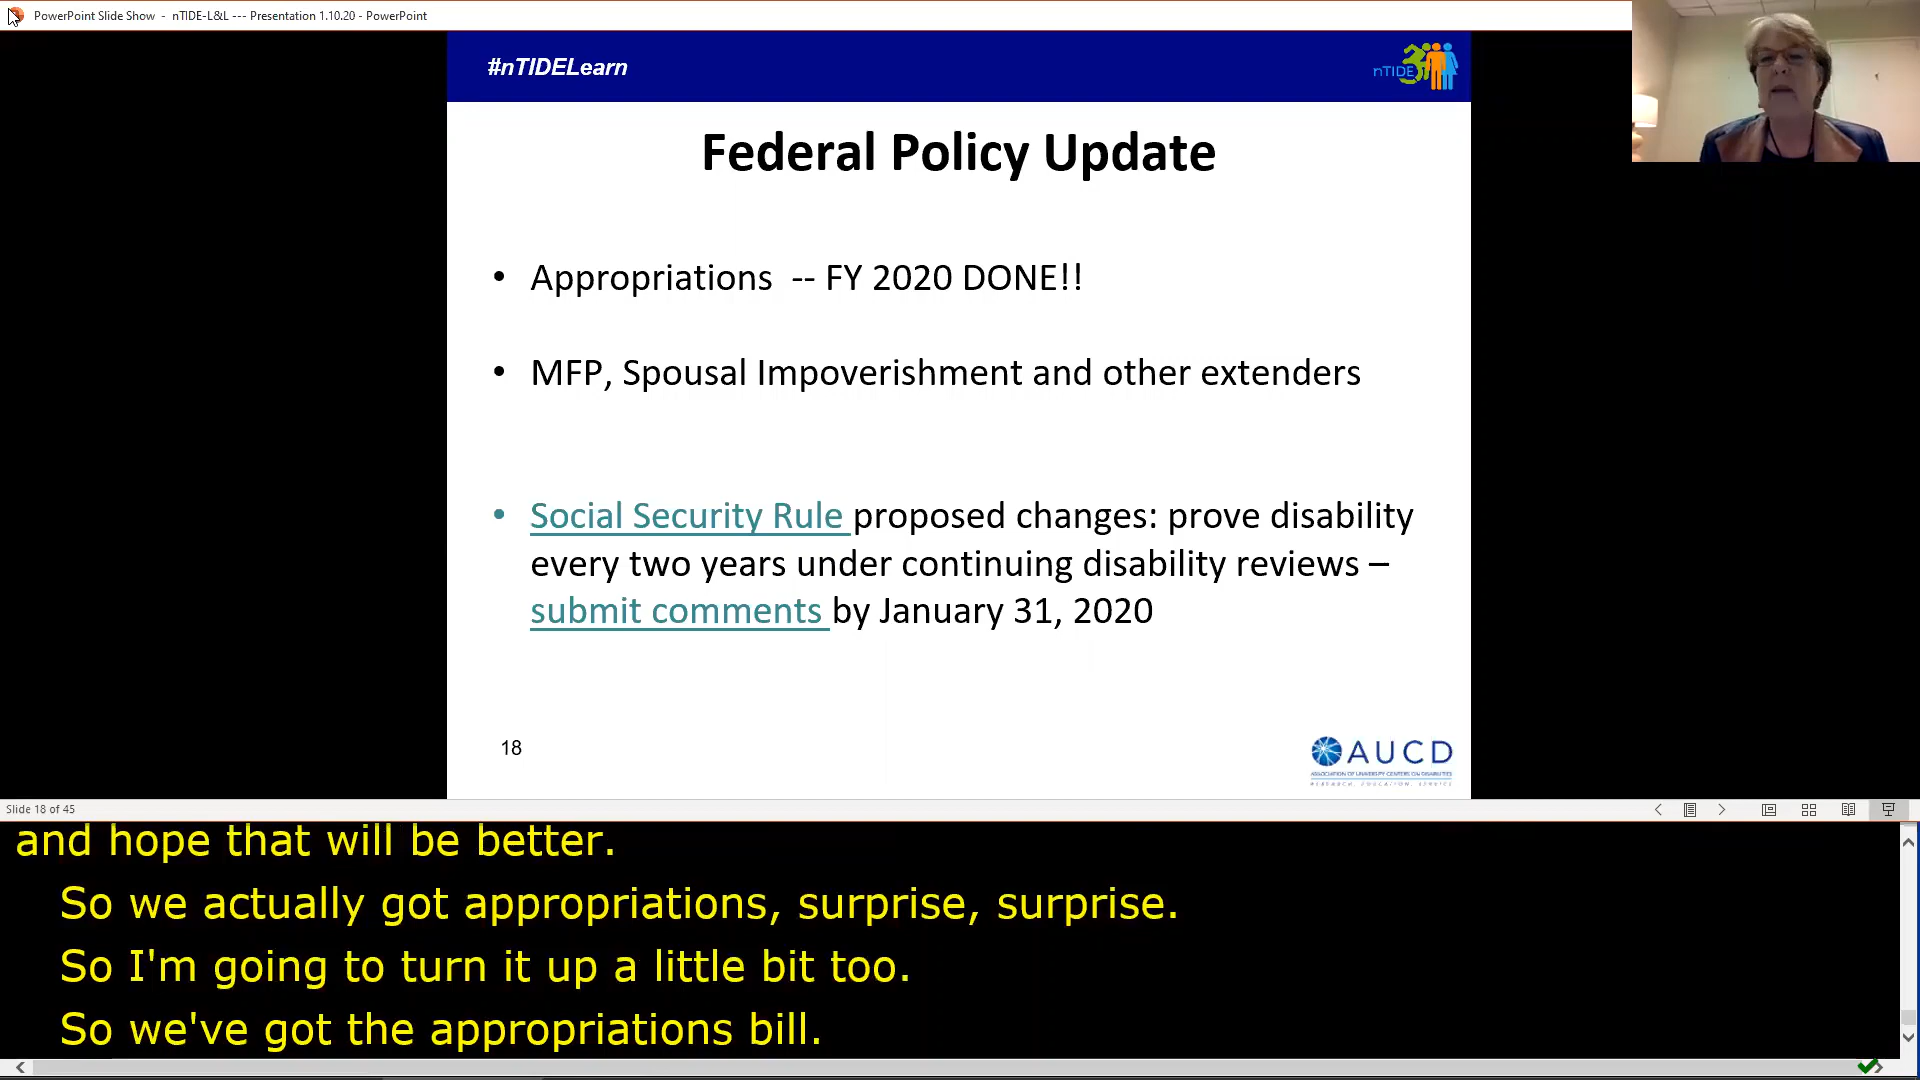 PowerPoint Slide Show - nTIDE-L&L --- Presentation 1.10.20 - PowerPoint
#nTIDELearn
nTIDE
Federal Policy Update
• Appropriations -- FY 2020 DONE!!
• MFP, Spousal Impoverishment and other extenders
• Social Security Rule proposed changes: prove disability
every two years under continuing disability reviews –
submit comments by January 31, 2020
18
AUCD
ASSOCIATION OF UNIVERSITY CENTERS ON DISABILITIES
RESEARCH, EDUCATION, SERVICE
Slide 18 of 45
and hope that will be better.
So we actually got appropriations, surprise, surprise.
So I'm going to turn it up a little bit too.
So we've got the appropriations bill.